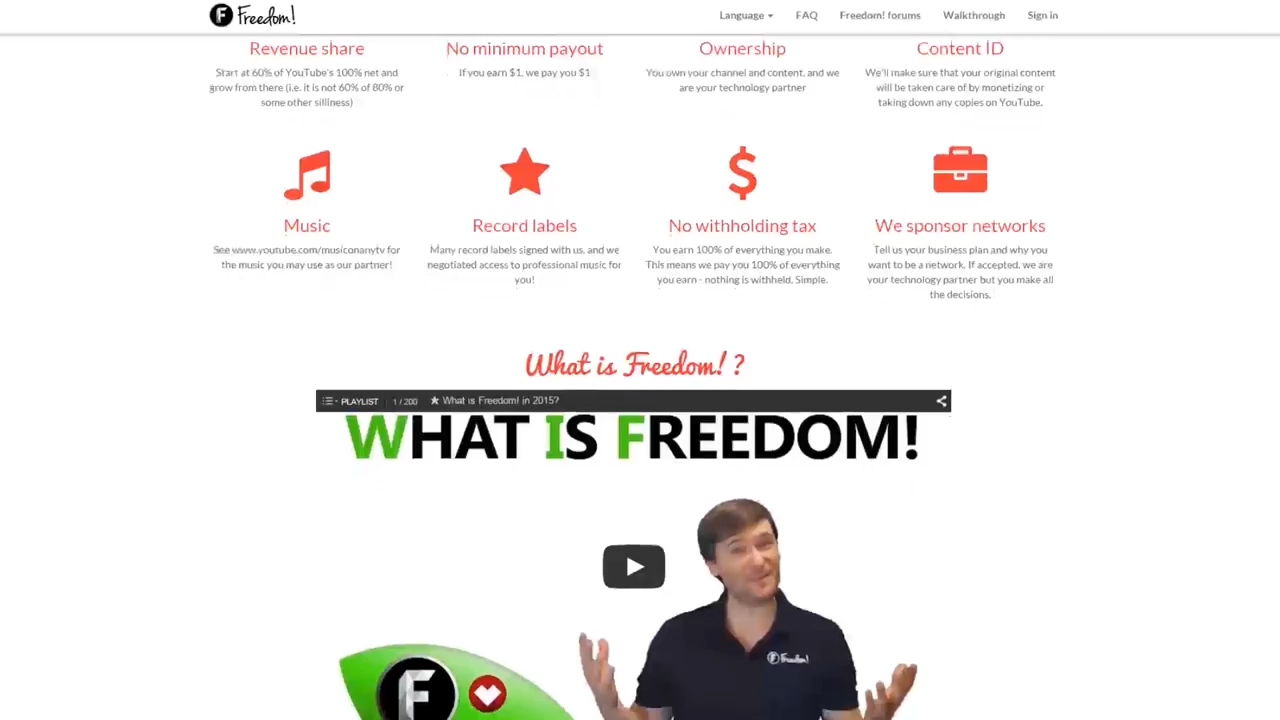 Freedom!
Language FAQ Freedom! forums Walkthrough Sign in
Revenue share
Start at 60% of YouTube's 100% net and
grow from there (i.e. it is not 60% of 80% or
some other silliness)
No minimum payout
If you earn $1, we pay you $1
Ownership
You own your channel and content, and we
are your technology partner
Content ID
We'll make sure that your original content
will be taken care of by monetizing or
taking down any copies on YouTube.
Music
See www.youtube.com/musiconanytv for
the music you may use as our partner!
Record labels
Many record labels signed with us, and we
negotiated access to professional music for
you!
No withholding tax
You earn 100% of everything you make.
This means we pay you 100% of everything
you earn - nothing is withheld. Simple.
We sponsor networks
Tell us your business plan and why you
want to be a network. If accepted, we are
your technology partner but you make all
the decisions.
What is Freedom! ?
PLAYLIST 1 / 200 What is Freedom! in 2015?
WHAT IS FREEDOM!
Freedom!
F